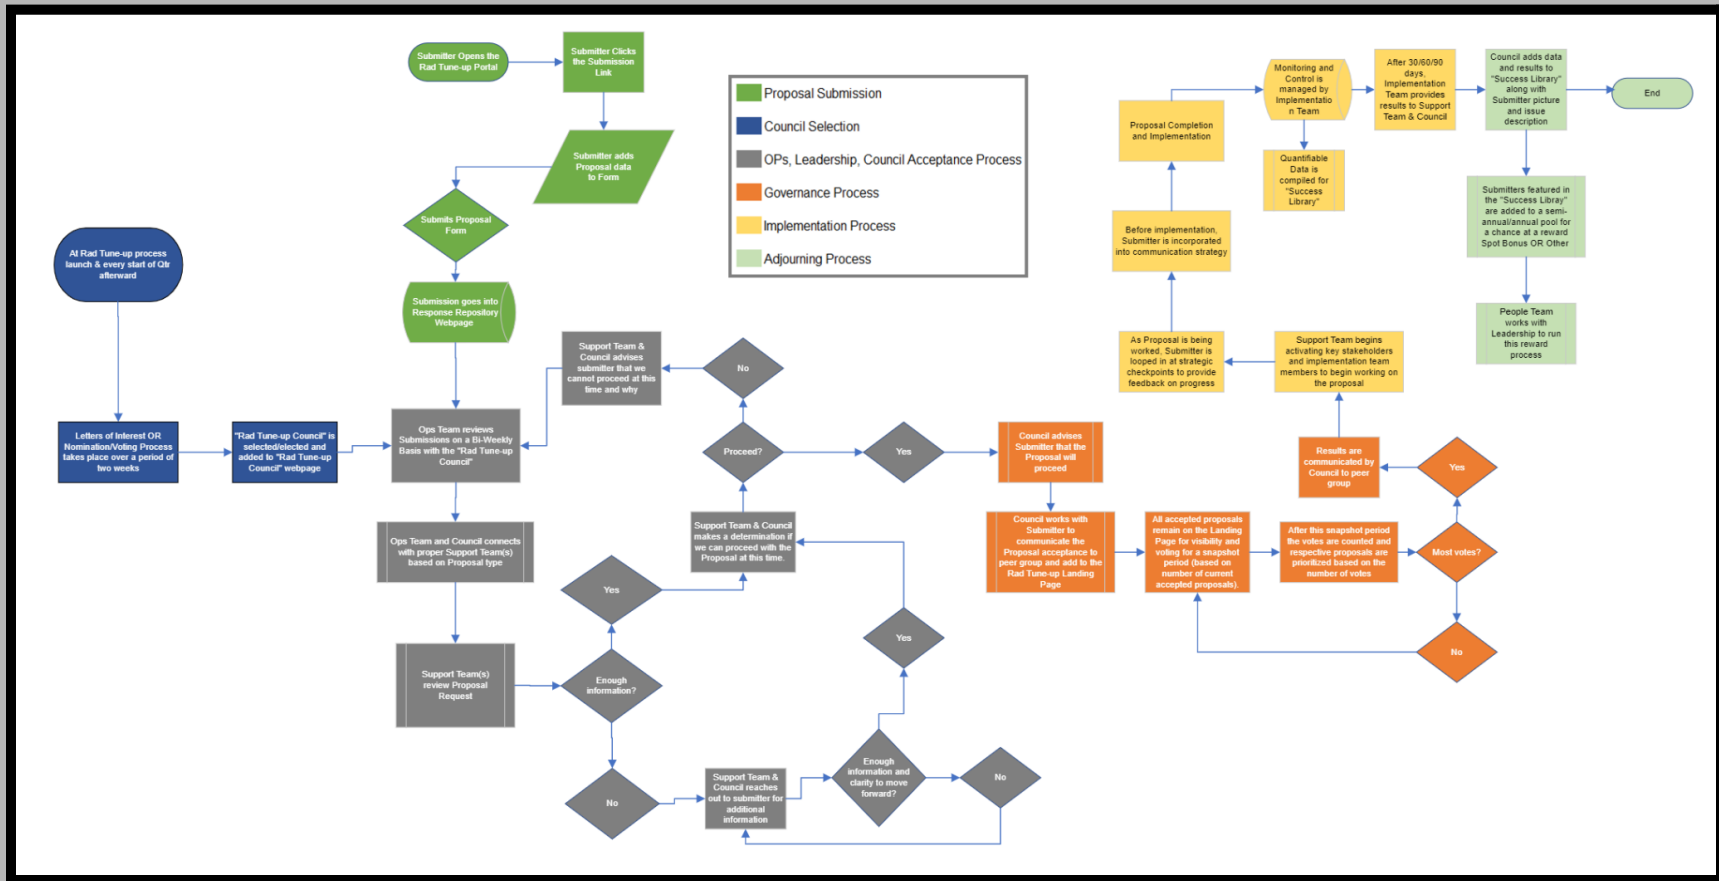 Submitter Opens the
Rad Tune-up Portal
Submitter Clicks
the Submission
Link
Submitter adds
Proposal data
to Form
Submits Proposal
Form
Submission goes into
Response Repository
Webpage
At Rad Tune-up process
launch & every start of Qtr
afterward
Letters of Interest OR
Nomination/Voting Process
takes place over a period of
two weeks
"Rad Tune-up Council" is
selected/elected and
added to "Rad Tune-up
Council" webpage
Ops Team reviews
Submissions on a Bi-Weekly
Basis with the "Rad Tune-up
Council"
Ops Team and Council connects
with proper Support Team(s)
based on Proposal type
Support Team(s)
review Proposal
Request
Enough
information?
Yes
No
Support Team &
Council reaches
out to submitter for
additional
information
Enough
information and
clarity to move
forward?
No
Yes
Support Team & Council
makes a determination if
we can proceed with the
Proposal at this time.
Proceed?
No
Support Team &
Council advises
submitter that we
cannot proceed at this
time and why
Yes
Proposal Submission
Council Selection
OPs, Leadership, Council Acceptance Process
Governance Process
Implementation Process
Adjourning Process
Council advises
Submitter that the
Proposal will
proceed
Council works with
Submitter to
communicate the
Proposal acceptance to
peer group and add to the
Rad Tune-up Landing
Page
All accepted proposals
remain on the Landing
Page for visibility and
voting for a snapshot
period (based on
number of current
accepted proposals).
After this snapshot period
the votes are counted and
respective proposals are
prioritized based on the
number of votes
Most votes?
No
Yes
Results are
communicated by
Council to peer
group
Support Team begins
activating key stakeholders
and implementation team
members to begin working on
the proposal
As Proposal is being
worked, Submitter is
looped in at strategic
checkpoints to provide
feedback on progress
Before implementation,
Submitter is incorporated
into communication strategy
Proposal Completion
and Implementation
Monitoring and
Control is
managed by
Implementatio
n Team
Quantifiable
Data is
compiled for
"Success
Library"
After 30/60/90
days,
Implementation
Team provides
results to Support
Team & Council
Council adds data
and results to
"Success Library"
along with
Submitter picture
and issue
description
End
Submitters featured in
the "Success Libray"
are added to a semi-
annual/annual pool for
a chance at a reward
Spot Bonus OR Other
People Team
works with
Leadership to run
this reward
process